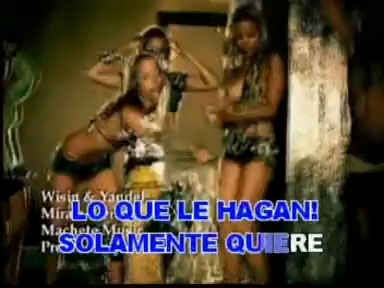 Wisin & Yandel
LO QUE LE HAGAN!
Machete Music
SOLAMENTE QUIERE